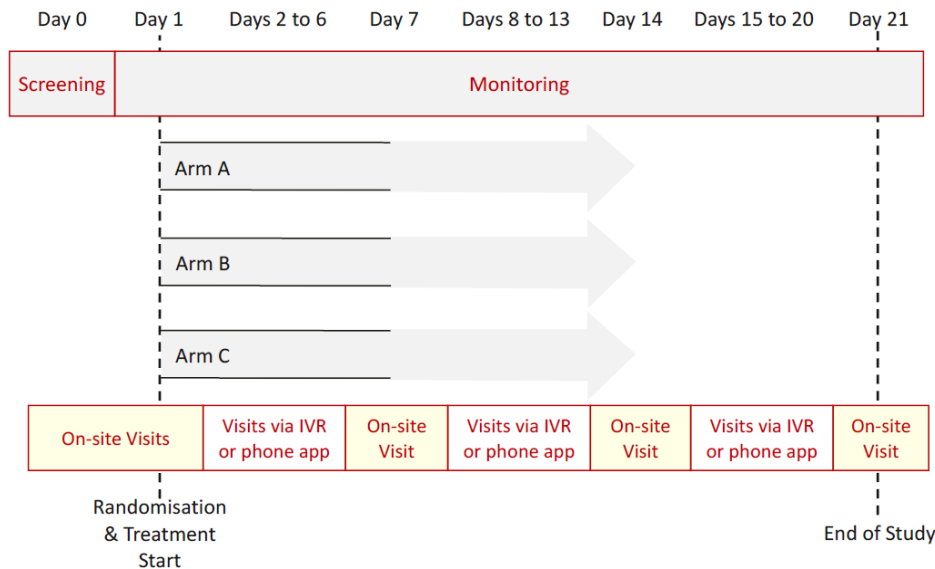 Day 0 Day 1 Days 2 to 6 Day 7 Days 8 to 13 Day 14 Days 15 to 20 Day 21
Screening Monitoring
Arm A
Arm B
Arm C
On-site Visits
Visits via IVR
or phone app
On-site
Visit
Visits via IVR
or phone app
On-site
Visit
Visits via IVR
or phone app
On-site
Visit
Randomisation
& Treatment
Start
End of Study